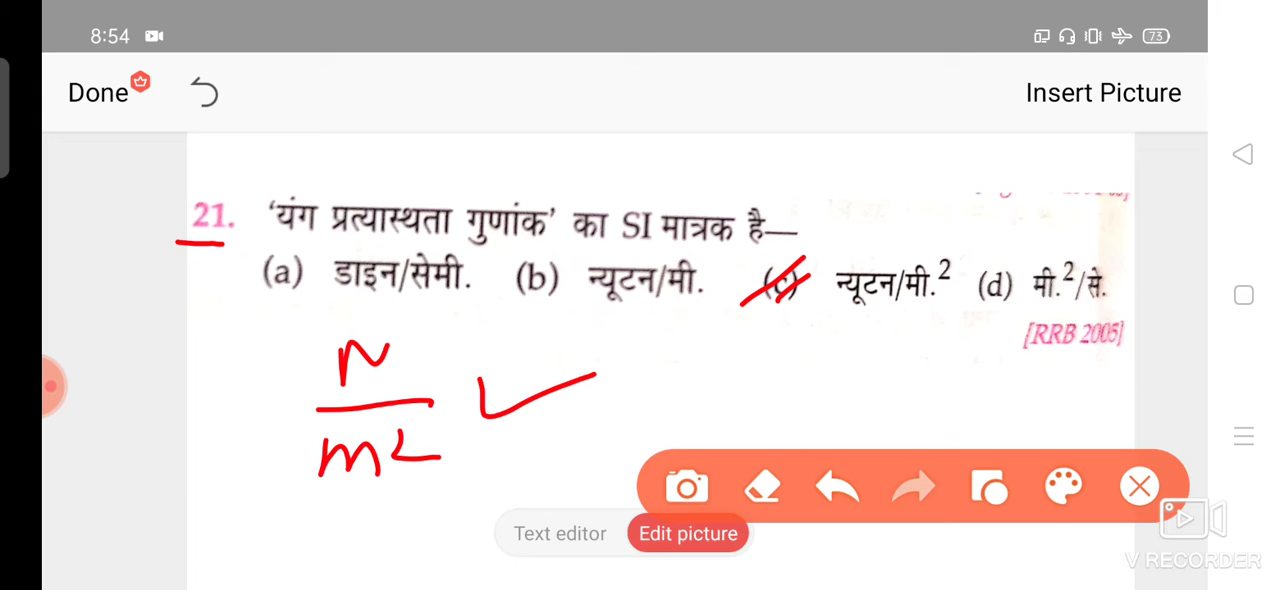 8:54
73
Done
Insert Picture
21. ‘यंग प्रत्यास्थता गुणांक’ का SI मात्रक है—
(a) डाइन/सेमी. (b) न्यूटन/मी. (c) न्यूटन/मी.² (d) मी.²/से.
[RRB 2005]
N
m²
Text editor
Edit picture
V RECORDER